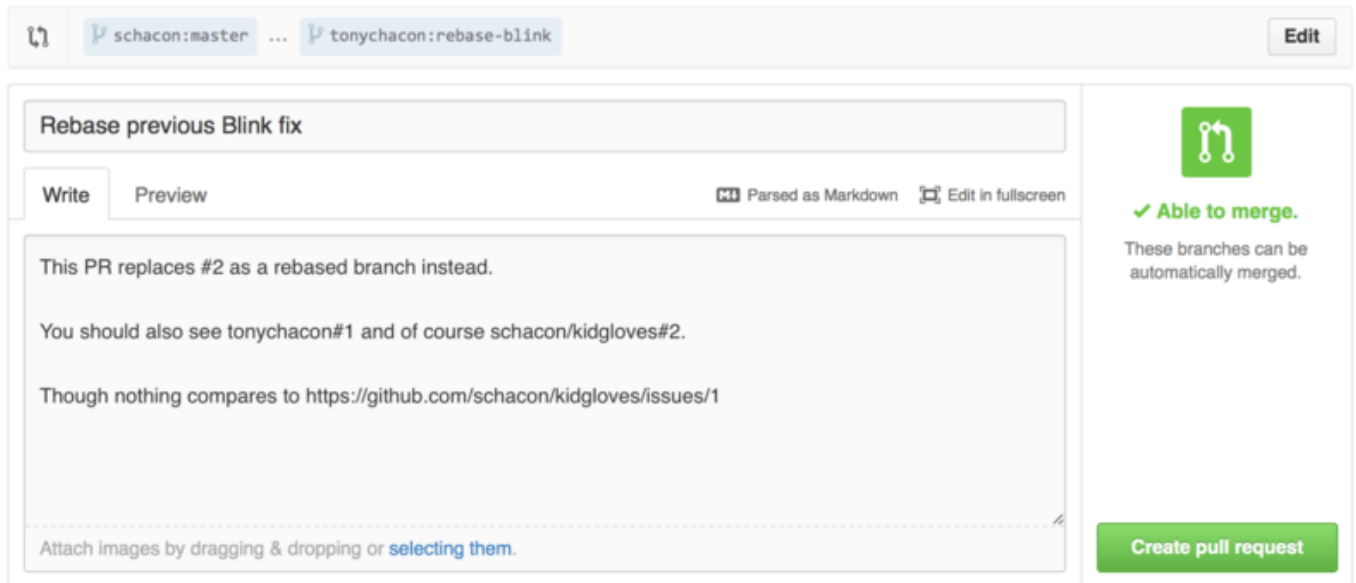 schacon:master ... tonychacon:rebase-blink Edit
Rebase previous Blink fix
Write Preview Parsed as Markdown Edit in fullscreen
This PR replaces #2 as a rebased branch instead.
You should also see tonychacon#1 and of course schacon/kidgloves#2.
Though nothing compares to https://github.com/schacon/kidgloves/issues/1
Attach images by dragging & dropping or selecting them.
✓ Able to merge.
These branches can be
automatically merged.
Create pull request